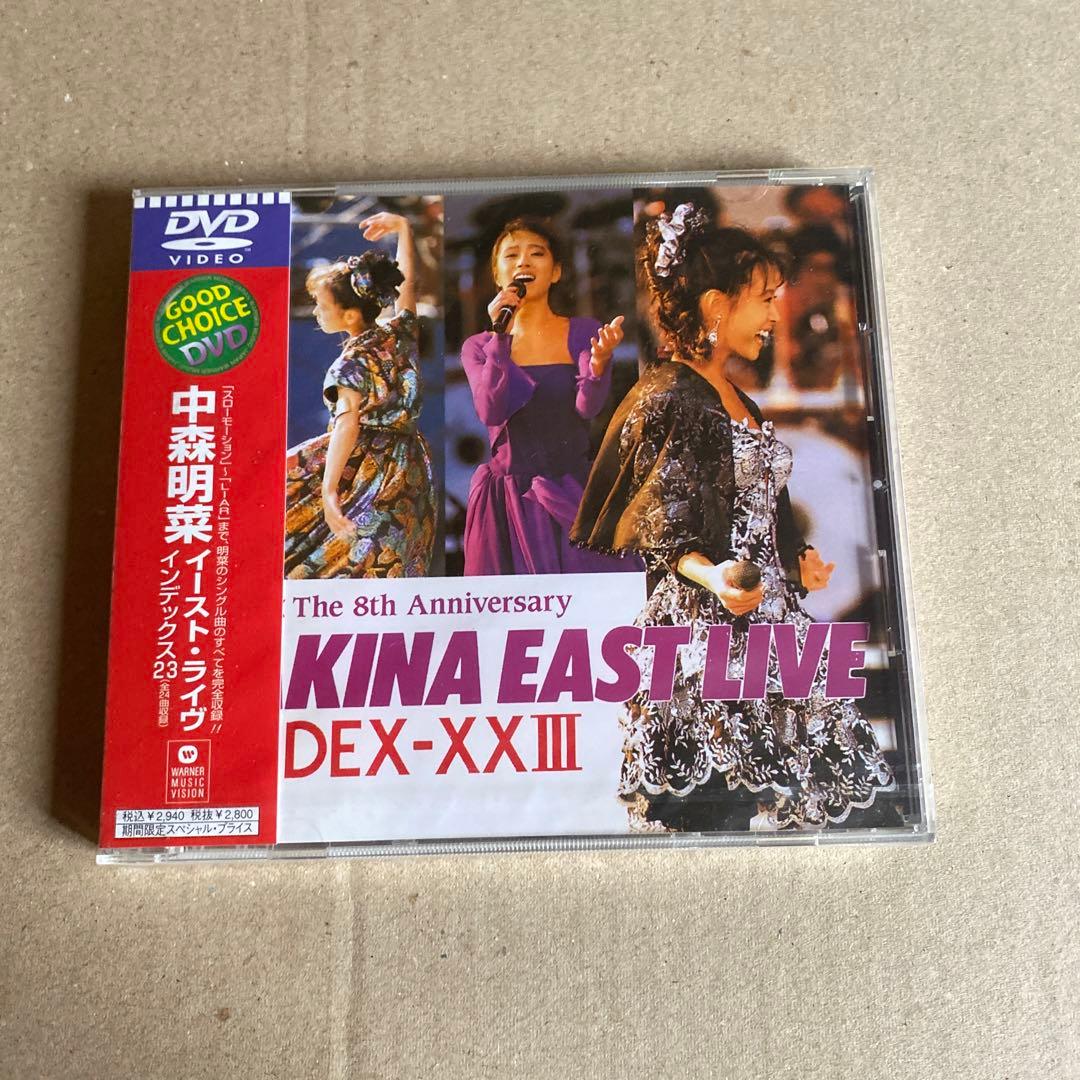 DVD
VIDEO
GOOD
CHOICE
DVD
「スローモーション」〜「LIAR」まで、明菜のシングル曲のすべてを完全収録!!
中森明菜 イースト・ライヴ
インデックス23
〈全24曲収録〉
WARNER
MUSIC
VISION
税込¥2,940 税抜¥2,800
期間限定スペシャル・プライス
The 8th Anniversary
KINA EAST LIVE
DEX-XXIII